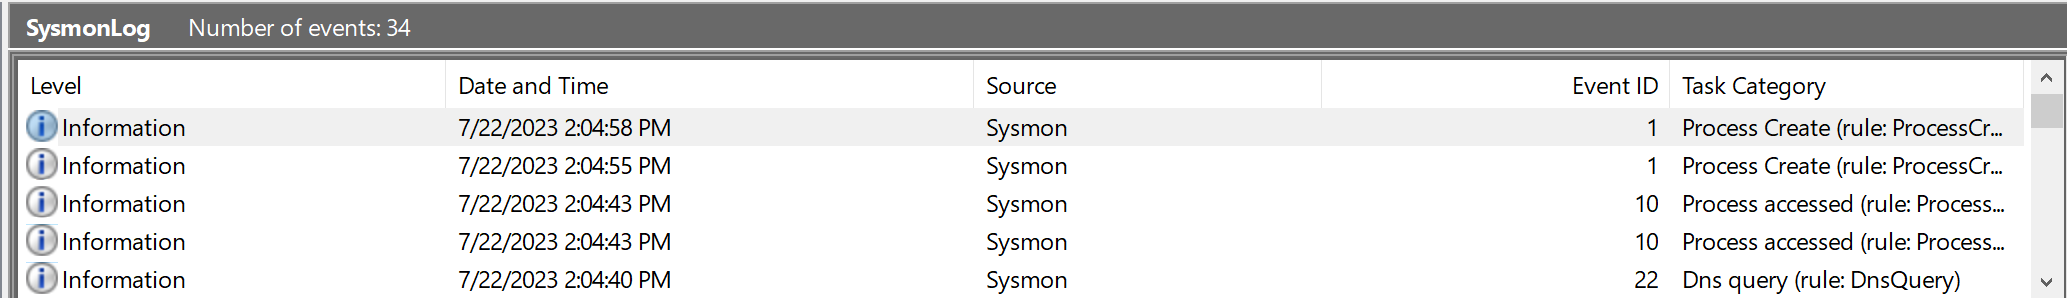 SysmonLog Number of events: 34
Level Date and Time Source Event ID Task Category
Information 7/22/2023 2:04:58 PM Sysmon 1 Process Create (rule: ProcessCr...
Information 7/22/2023 2:04:55 PM Sysmon 1 Process Create (rule: ProcessCr...
Information 7/22/2023 2:04:43 PM Sysmon 10 Process accessed (rule: Process...
Information 7/22/2023 2:04:43 PM Sysmon 10 Process accessed (rule: Process...
Information 7/22/2023 2:04:40 PM Sysmon 22 Dns query (rule: DnsQuery)